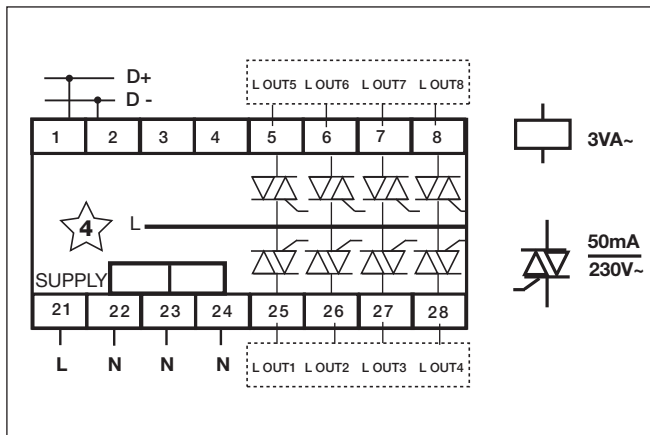 D+
D -
L OUT5 L OUT6 L OUT7 L OUT8
1 2 3 4 5 6 7 8
3VA~
4
L
50mA
230V~
SUPPLY
21 22 23 24 25 26 27 28
L N N N
L OUT1 L OUT2 L OUT3 L OUT4